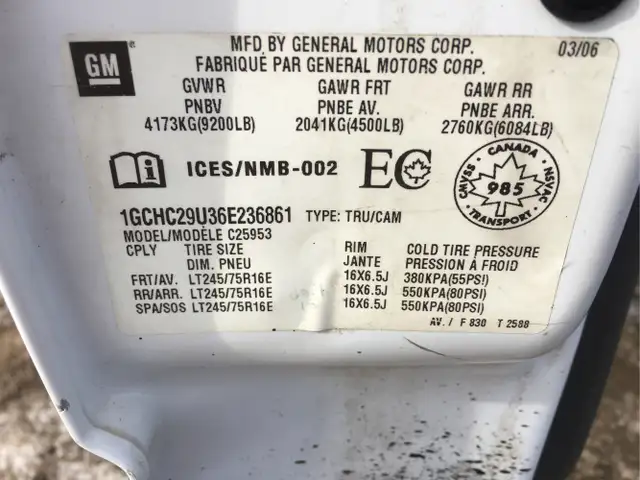 GM
MFD BY GENERAL MOTORS CORP. 03/06
FABRIQUÉ PAR GENERAL MOTORS CORP.
GVWR GAWR FRT GAWR RR
PNBV PNBE AV. PNBE ARR.
4173KG(9200LB) 2041KG(4500LB) 2760KG(6084LB)
i ICES/NMB-002 EC
CANADA
CMVSS 985 NSVAC
TRANSPORT
1GCHC29U36E236861 TYPE: TRU/CAM
MODEL/MODÈLE C25953
CPLY TIRE SIZE RIM COLD TIRE PRESSURE
DIM. PNEU JANTE PRESSION À FROID
FRT/AV. LT245/75R16E 16X6.5J 380KPA(55PSI)
RR/ARR. LT245/75R16E 16X6.5J 550KPA(80PSI)
SPA/SOS LT245/75R16E 16X6.5J 550KPA(80PSI)
AV. / F 830 T 2588